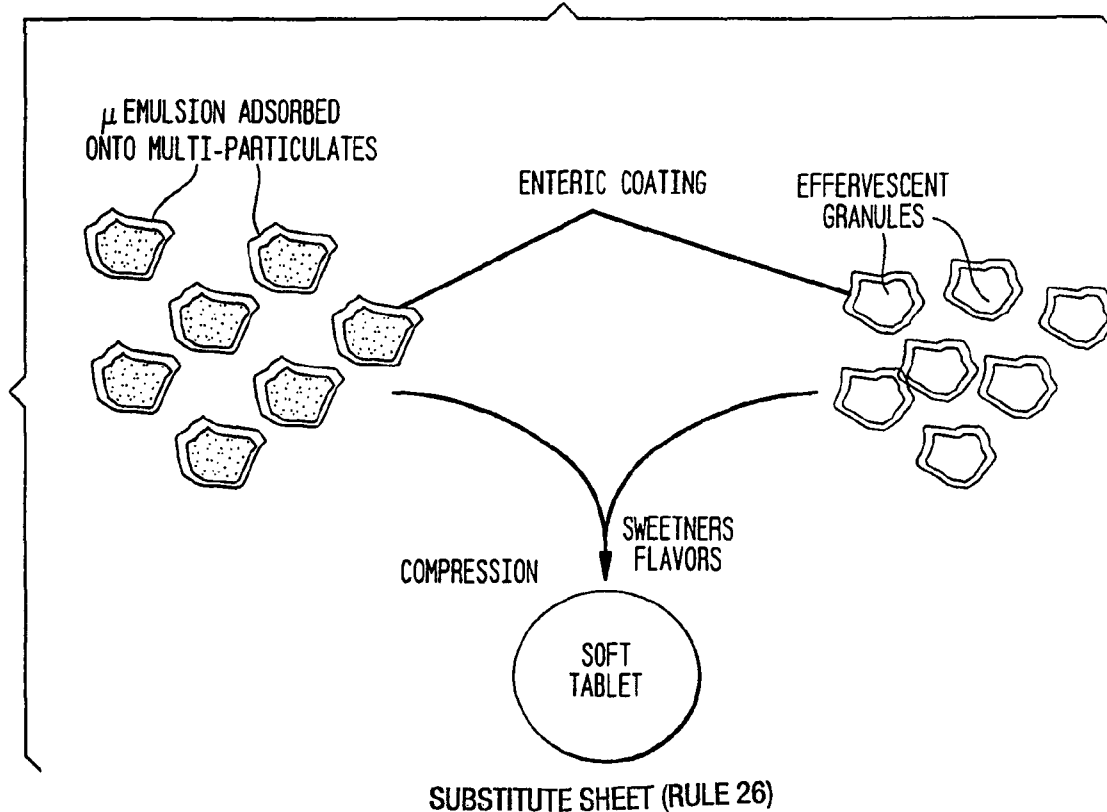 μ EMULSION ADSORBED
ONTO MULTI-PARTICULATES
ENTERIC COATING
EFFERVESCENT
GRANULES
SWEETNERS
FLAVORS
COMPRESSION
SOFT
TABLET
SUBSTITUTE SHEET (RULE 26)